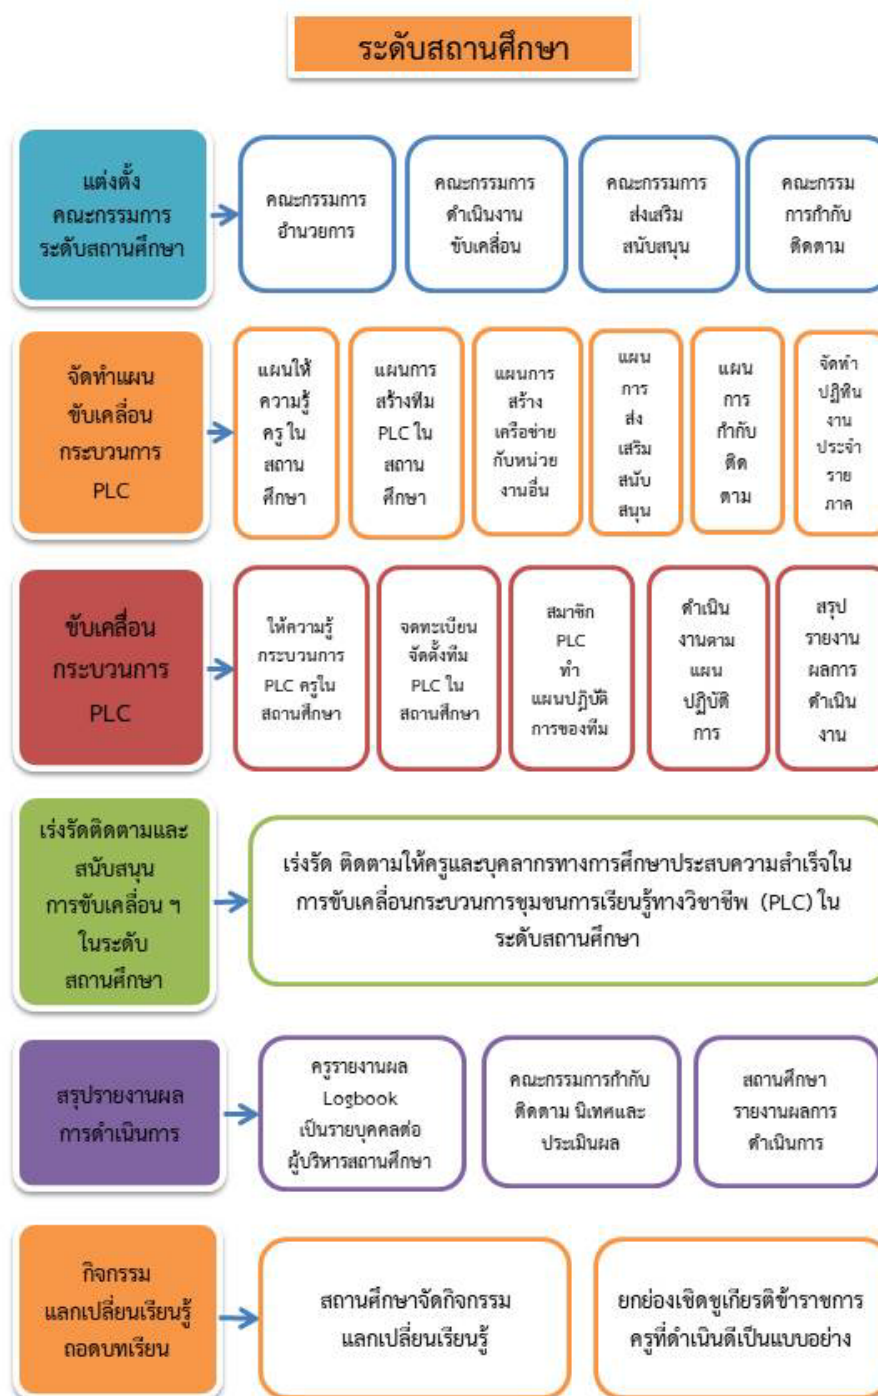 ระดับสถานศึกษา
แต่งตั้ง
คณะกรรมการ
ระดับสถานศึกษา
คณะกรรมการ
อำนวยการ
คณะกรรมการ
ดำเนินงาน
ขับเคลื่อน
คณะกรรมการ
ส่งเสริม
สนับสนุน
คณะกรรม
การกำกับ
ติดตาม
จัดทำแผน
ขับเคลื่อน
กระบวนการ
PLC
แผนให้
ความรู้
ครู ใน
สถาน
ศึกษา
แผนการ
สร้างทีม
PLC ใน
สถาน
ศึกษา
แผนการ
สร้าง
เครือข่าย
กับหน่วย
งานอื่น
แผน
การ
ส่ง
เสริม
สนับ
สนุน
แผน
การ
กำกับ
ติด
ตาม
จัดทำ
ปฏิทิน
งาน
ประจำ
ราย
ภาค
ขับเคลื่อน
กระบวนการ
PLC
ให้ความรู้
กระบวนการ
PLC ครูใน
สถานศึกษา
จดทะเบียน
จัดตั้งทีม
PLC ใน
สถานศึกษา
สมาชิก
PLC
ทำ
แผนปฏิบัติ
การของทีม
ดำเนิน
งานตาม
แผน
ปฏิบัติ
การ
สรุป
รายงาน
ผลการ
ดำเนิน
งาน
เร่งรัดติดตามและ
สนับสนุน
การขับเคลื่อน ฯ
ในระดับ
สถานศึกษา
เร่งรัด ติดตามให้ครูและบุคลากรทางการศึกษาประสบความสำเร็จใน
การขับเคลื่อนกระบวนการชุมชนการเรียนรู้ทางวิชาชีพ (PLC) ใน
ระดับสถานศึกษา
สรุปรายงานผล
การดำเนินการ
ครูรายงานผล
Logbook
เป็นรายบุคคลต่อ
ผู้บริหารสถานศึกษา
คณะกรรมการกำกับ
ติดตาม นิเทศและ
ประเมินผล
สถานศึกษา
รายงานผลการ
ดำเนินการ
กิจกรรม
แลกเปลี่ยนเรียนรู้
ถอดบทเรียน
สถานศึกษาจัดกิจกรรม
แลกเปลี่ยนเรียนรู้
ยกย่องเชิดชูเกียรติข้าราชการ
ครูที่ดำเนินดีเป็นแบบอย่าง